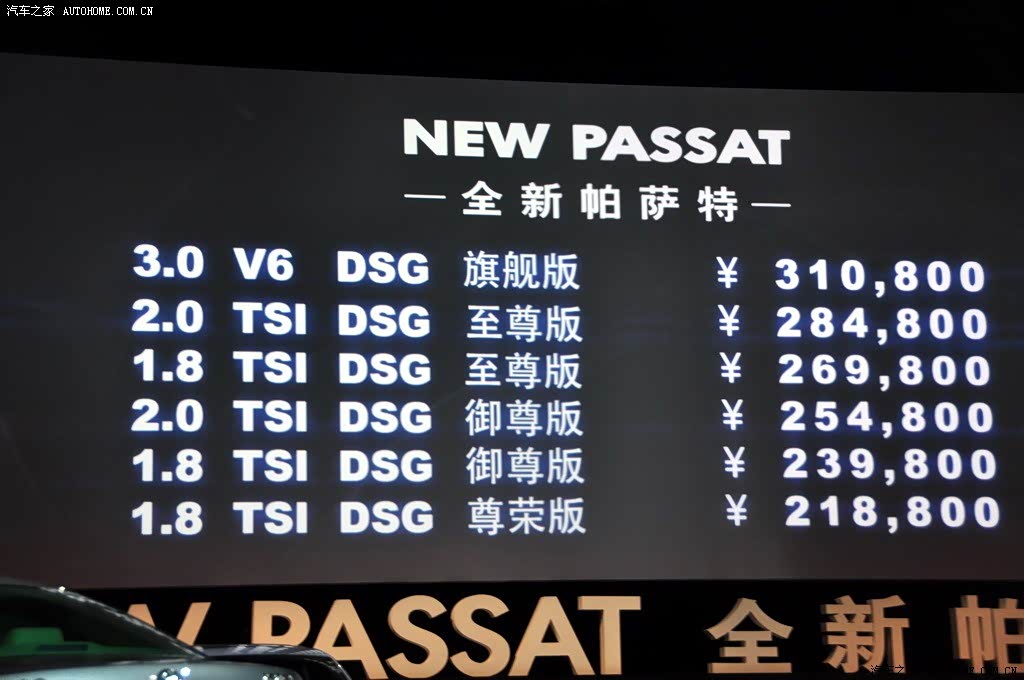 汽车之家 AUTOHOME.COM.CN
NEW PASSAT
—全新帕萨特—
3.0 V6 DSG 旗舰版 ¥ 310,800
2.0 TSI DSG 至尊版 ¥ 284,800
1.8 TSI DSG 至尊版 ¥ 269,800
2.0 TSI DSG 御尊版 ¥ 254,800
1.8 TSI DSG 御尊版 ¥ 239,800
1.8 TSI DSG 尊荣版 ¥ 218,800
W PASSAT 全新帕